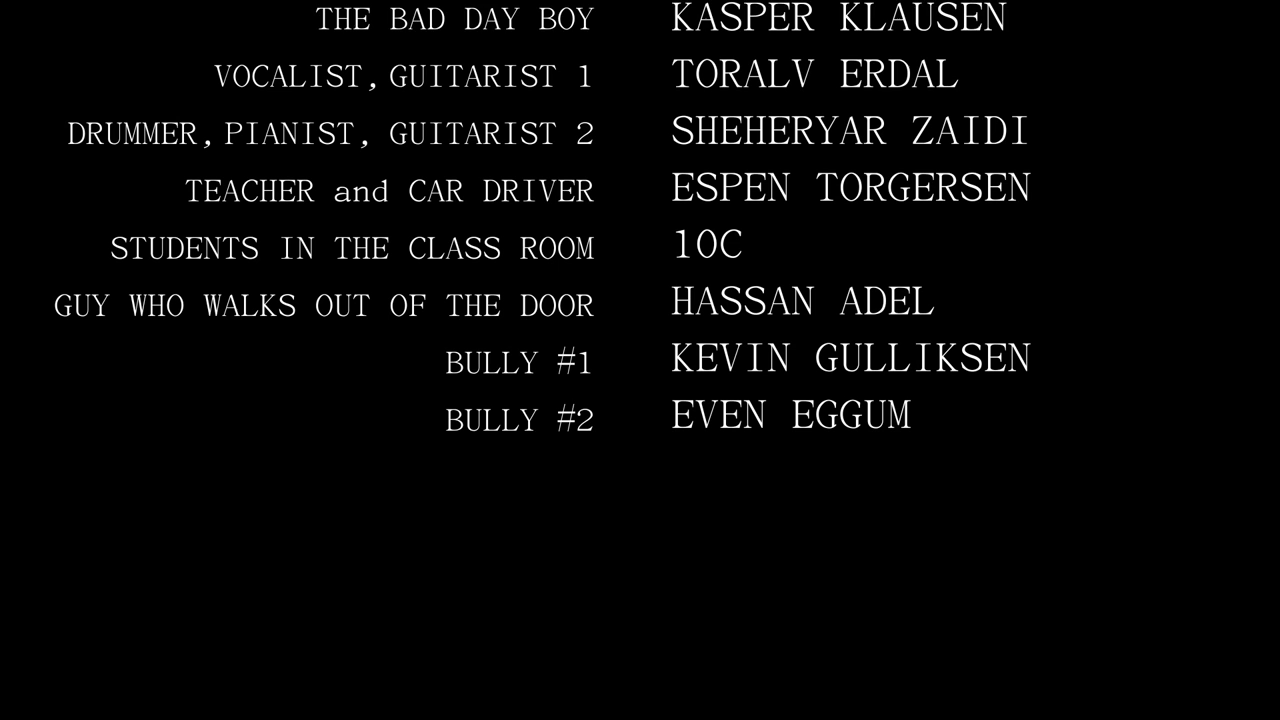 THE BAD DAY BOY KASPER KLAUSEN
VOCALIST, GUITARIST 1 TORALV ERDAL
DRUMMER, PIANIST, GUITARIST 2 SHEHERYAR ZAIDI
TEACHER and CAR DRIVER ESPEN TORGERSEN
STUDENTS IN THE CLASS ROOM 10C
GUY WHO WALKS OUT OF THE DOOR HASSAN ADEL
BULLY #1 KEVIN GULLIKSEN
BULLY #2 EVEN EGGUM